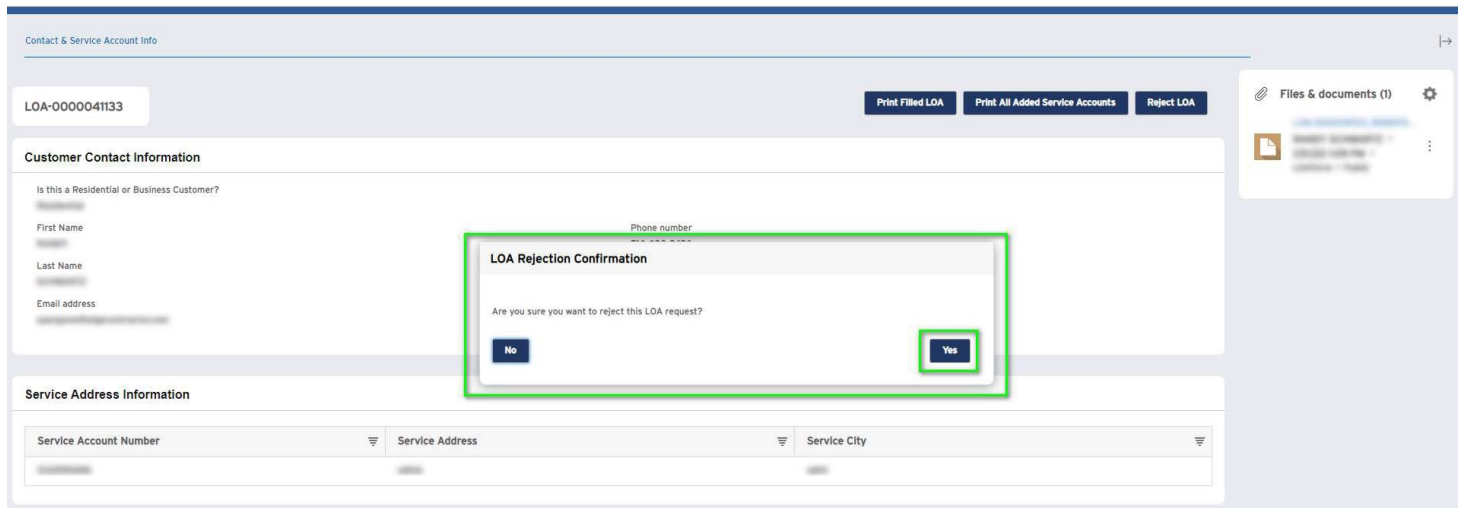 Contact & Service Account Info
LOA-0000041133
Print Filled LOA Print All Added Service Accounts Reject LOA
Files & documents (1)
Customer Contact Information
Is this a Residential or Business Customer?
First Name
Phone number
Last Name
Email address
LOA Rejection Confirmation
Are you sure you want to reject this LOA request?
No Yes
Service Address Information
Service Account Number Service Address Service City